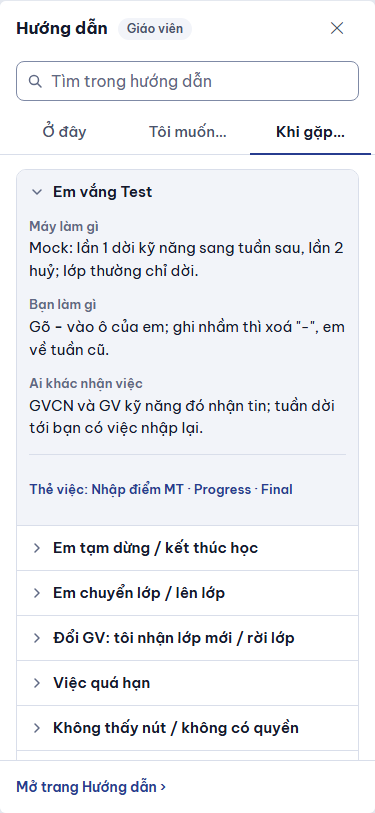 Hướng dẫn
Giáo viên
Tìm trong hướng dẫn
Ở đây
Tôi muốn...
Khi gặp...
Em vắng Test
Máy làm gì
Mock: lần 1 dời kỹ năng sang tuần sau, lần 2
huỷ; lớp thường chỉ dời.
Bạn làm gì
Gõ - vào ô của em; ghi nhầm thì xoá "-", em
về tuần cũ.
Ai khác nhận việc
GVCN và GV kỹ năng đó nhận tin; tuần dời
tới bạn có việc nhập lại.
Thẻ việc: Nhập điểm MT · Progress · Final
Em tạm dừng / kết thúc học
Em chuyển lớp / lên lớp
Đổi GV: tôi nhận lớp mới / rời lớp
Việc quá hạn
Không thấy nút / không có quyền
Mở trang Hướng dẫn ›